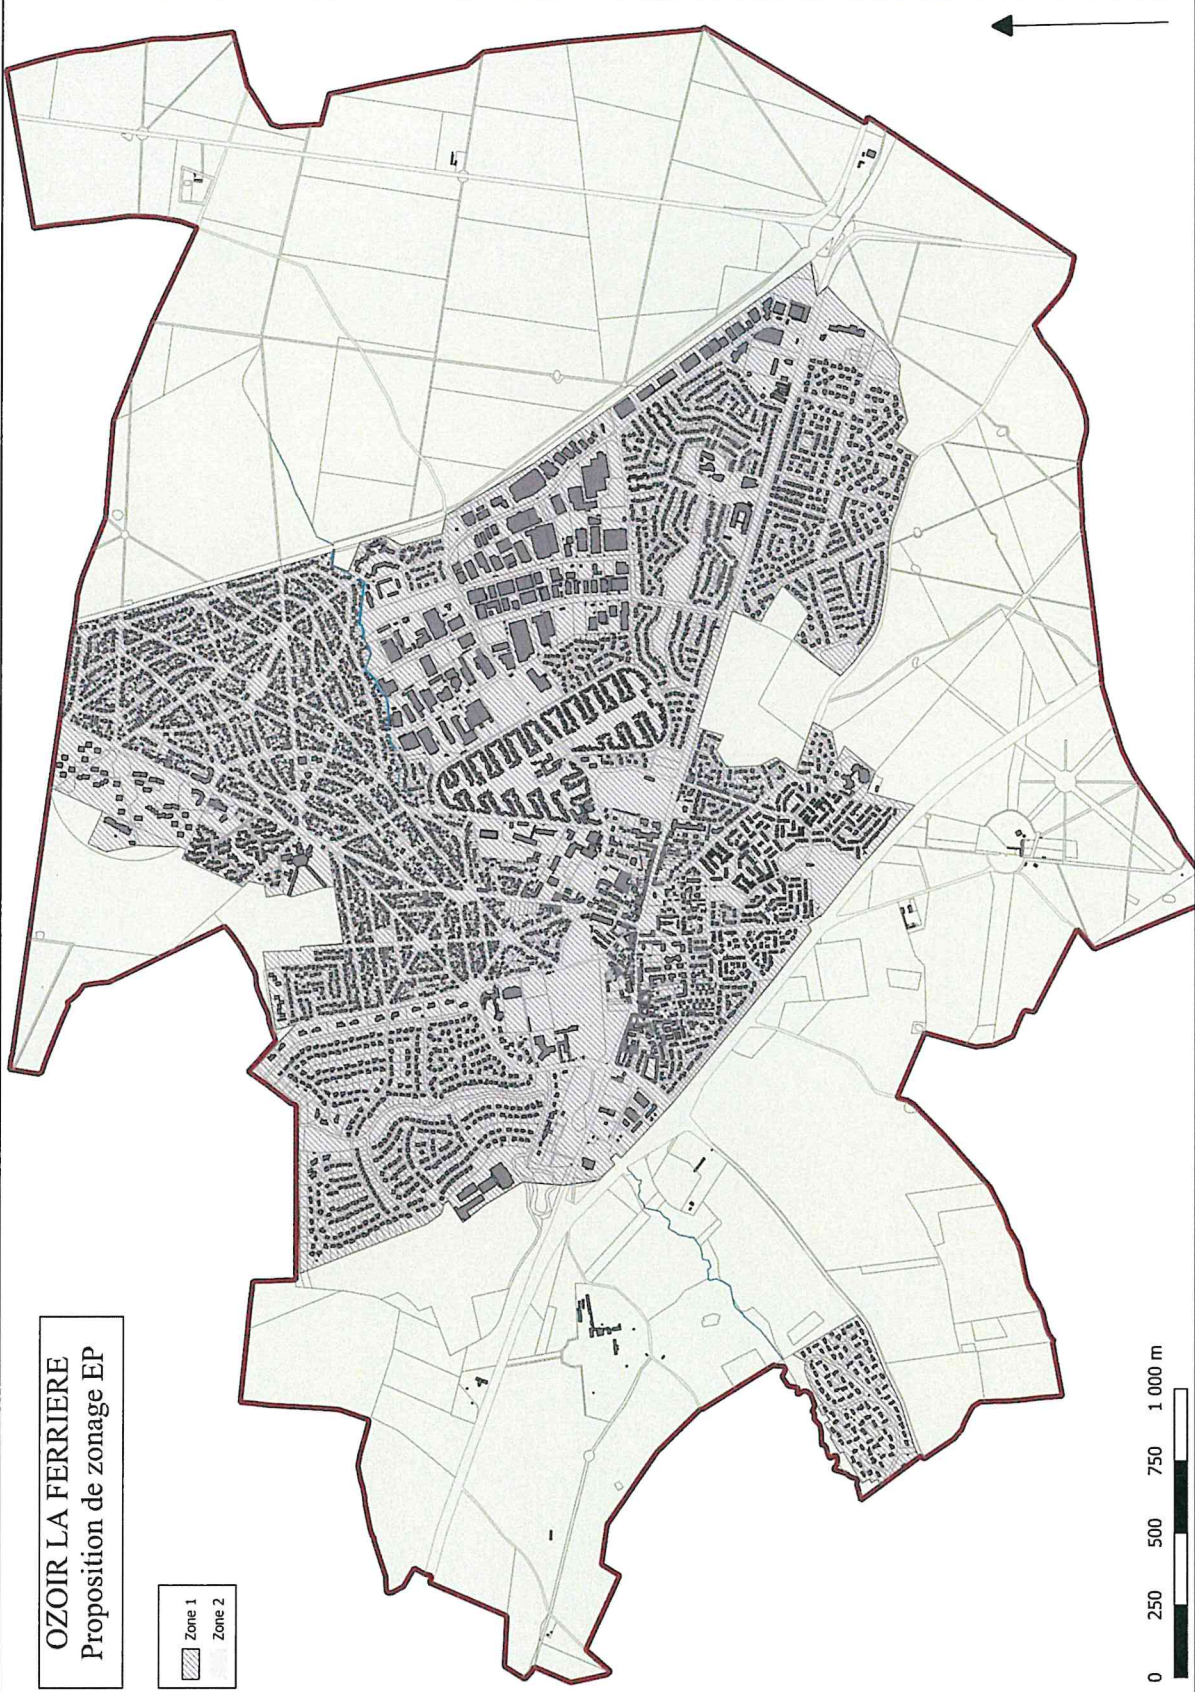 OZOIR LA FERRIERE
Proposition de zonage EP
Zone 1
Zone 2
0 250 500 750 1 000 m